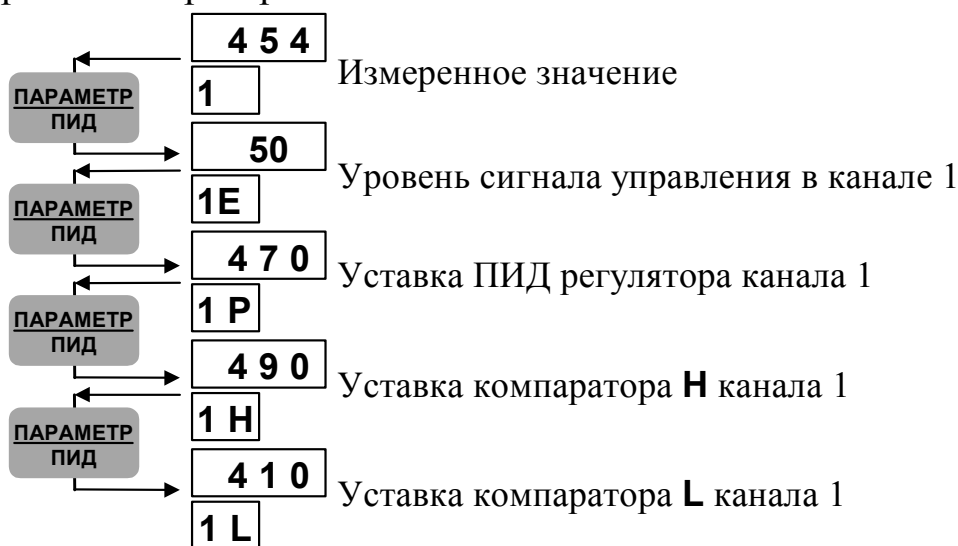 4 5 4
1
Измеренное значение
ПАРАМЕТР
ПИД
50
1E
Уровень сигнала управления в канале 1
ПАРАМЕТР
ПИД
4 7 0
1 P
Уставка ПИД регулятора канала 1
ПАРАМЕТР
ПИД
4 9 0
1 H
Уставка компаратора H канала 1
ПАРАМЕТР
ПИД
4 1 0
1 L
Уставка компаратора L канала 1